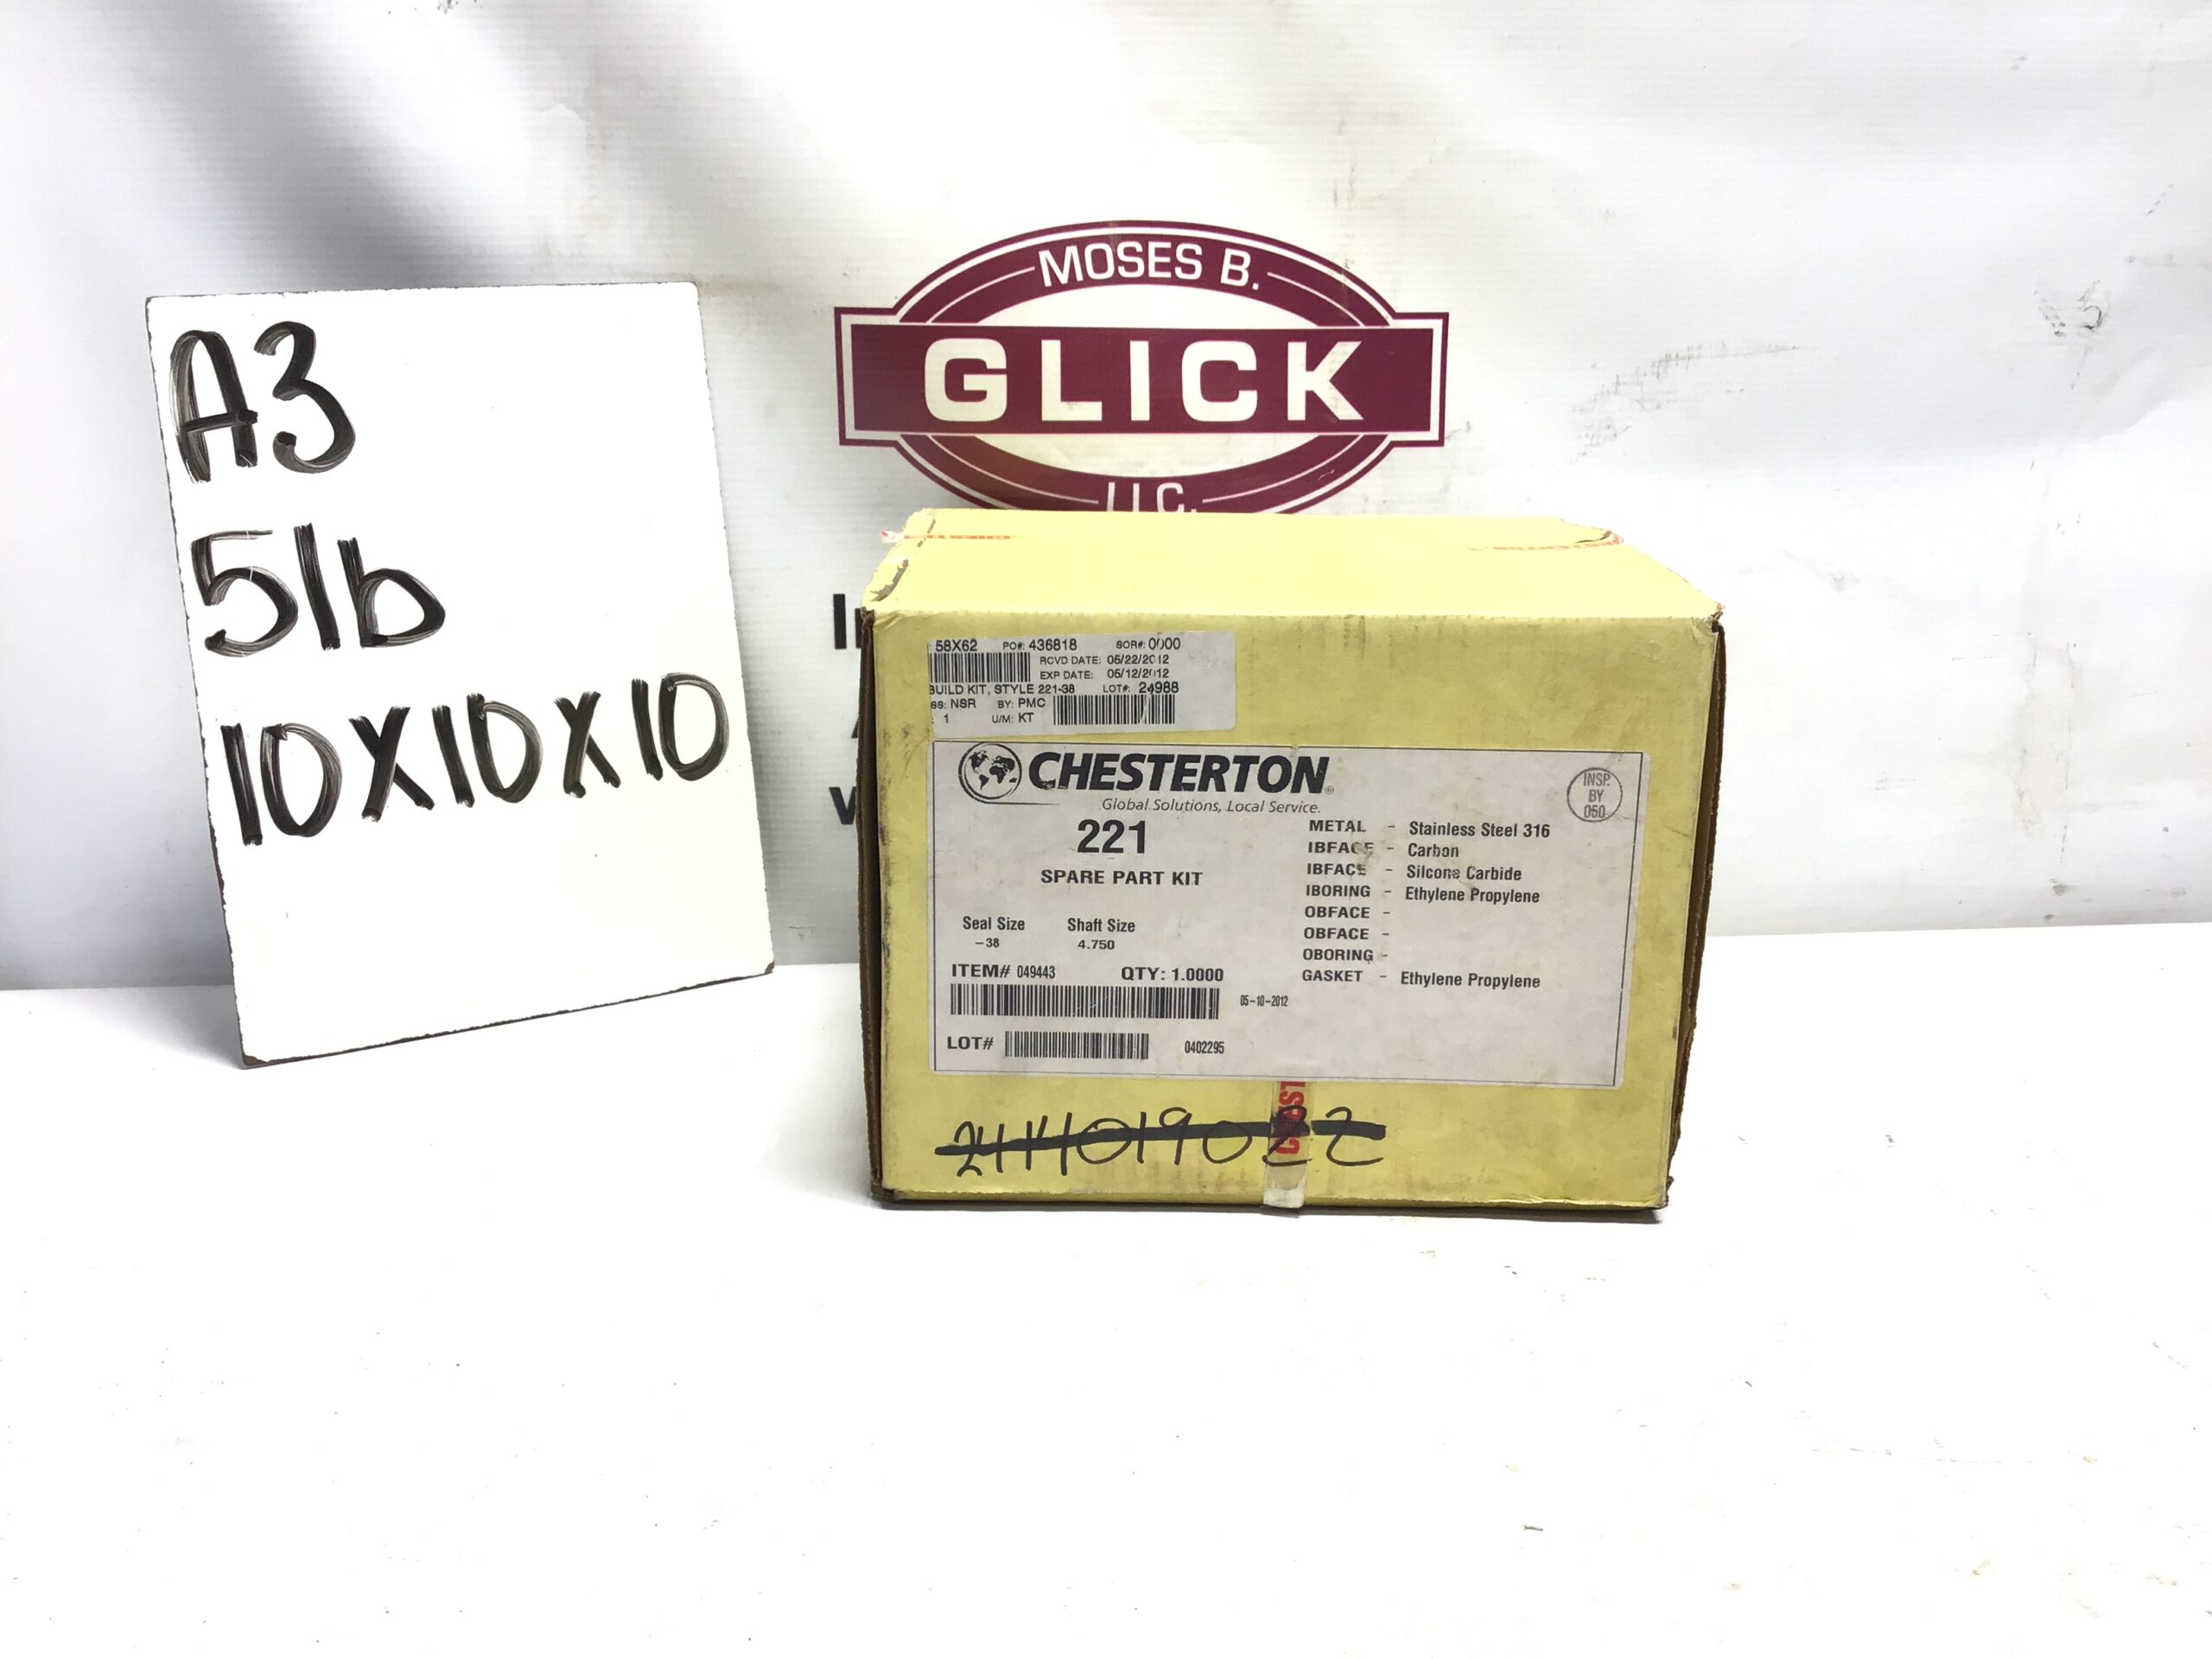 A3
5lb
10x10x10
MOSES B.
GLICK
LLC.
58X62 PO#: 436818 SOR#: 0000
RCVD DATE: 05/22/2012
EXP DATE: 05/12/2012
BUILD KIT, STYLE 221-38 LOT#: 24988
SS: NSR BY: PMC
1 U/M: KT
CHESTERTON®
Global Solutions, Local Service.
221
SPARE PART KIT
Seal Size Shaft Size
-38 4.750
ITEM# 049443 QTY: 1.0000
05-10-2012
LOT# 0402295
INSP.
BY
050
METAL - Stainless Steel 316
IBFACE - Carbon
IBFACE - Silcone Carbide
IBORING - Ethylene Propylene
OBFACE -
OBFACE -
OBORING -
GASKET - Ethylene Propylene